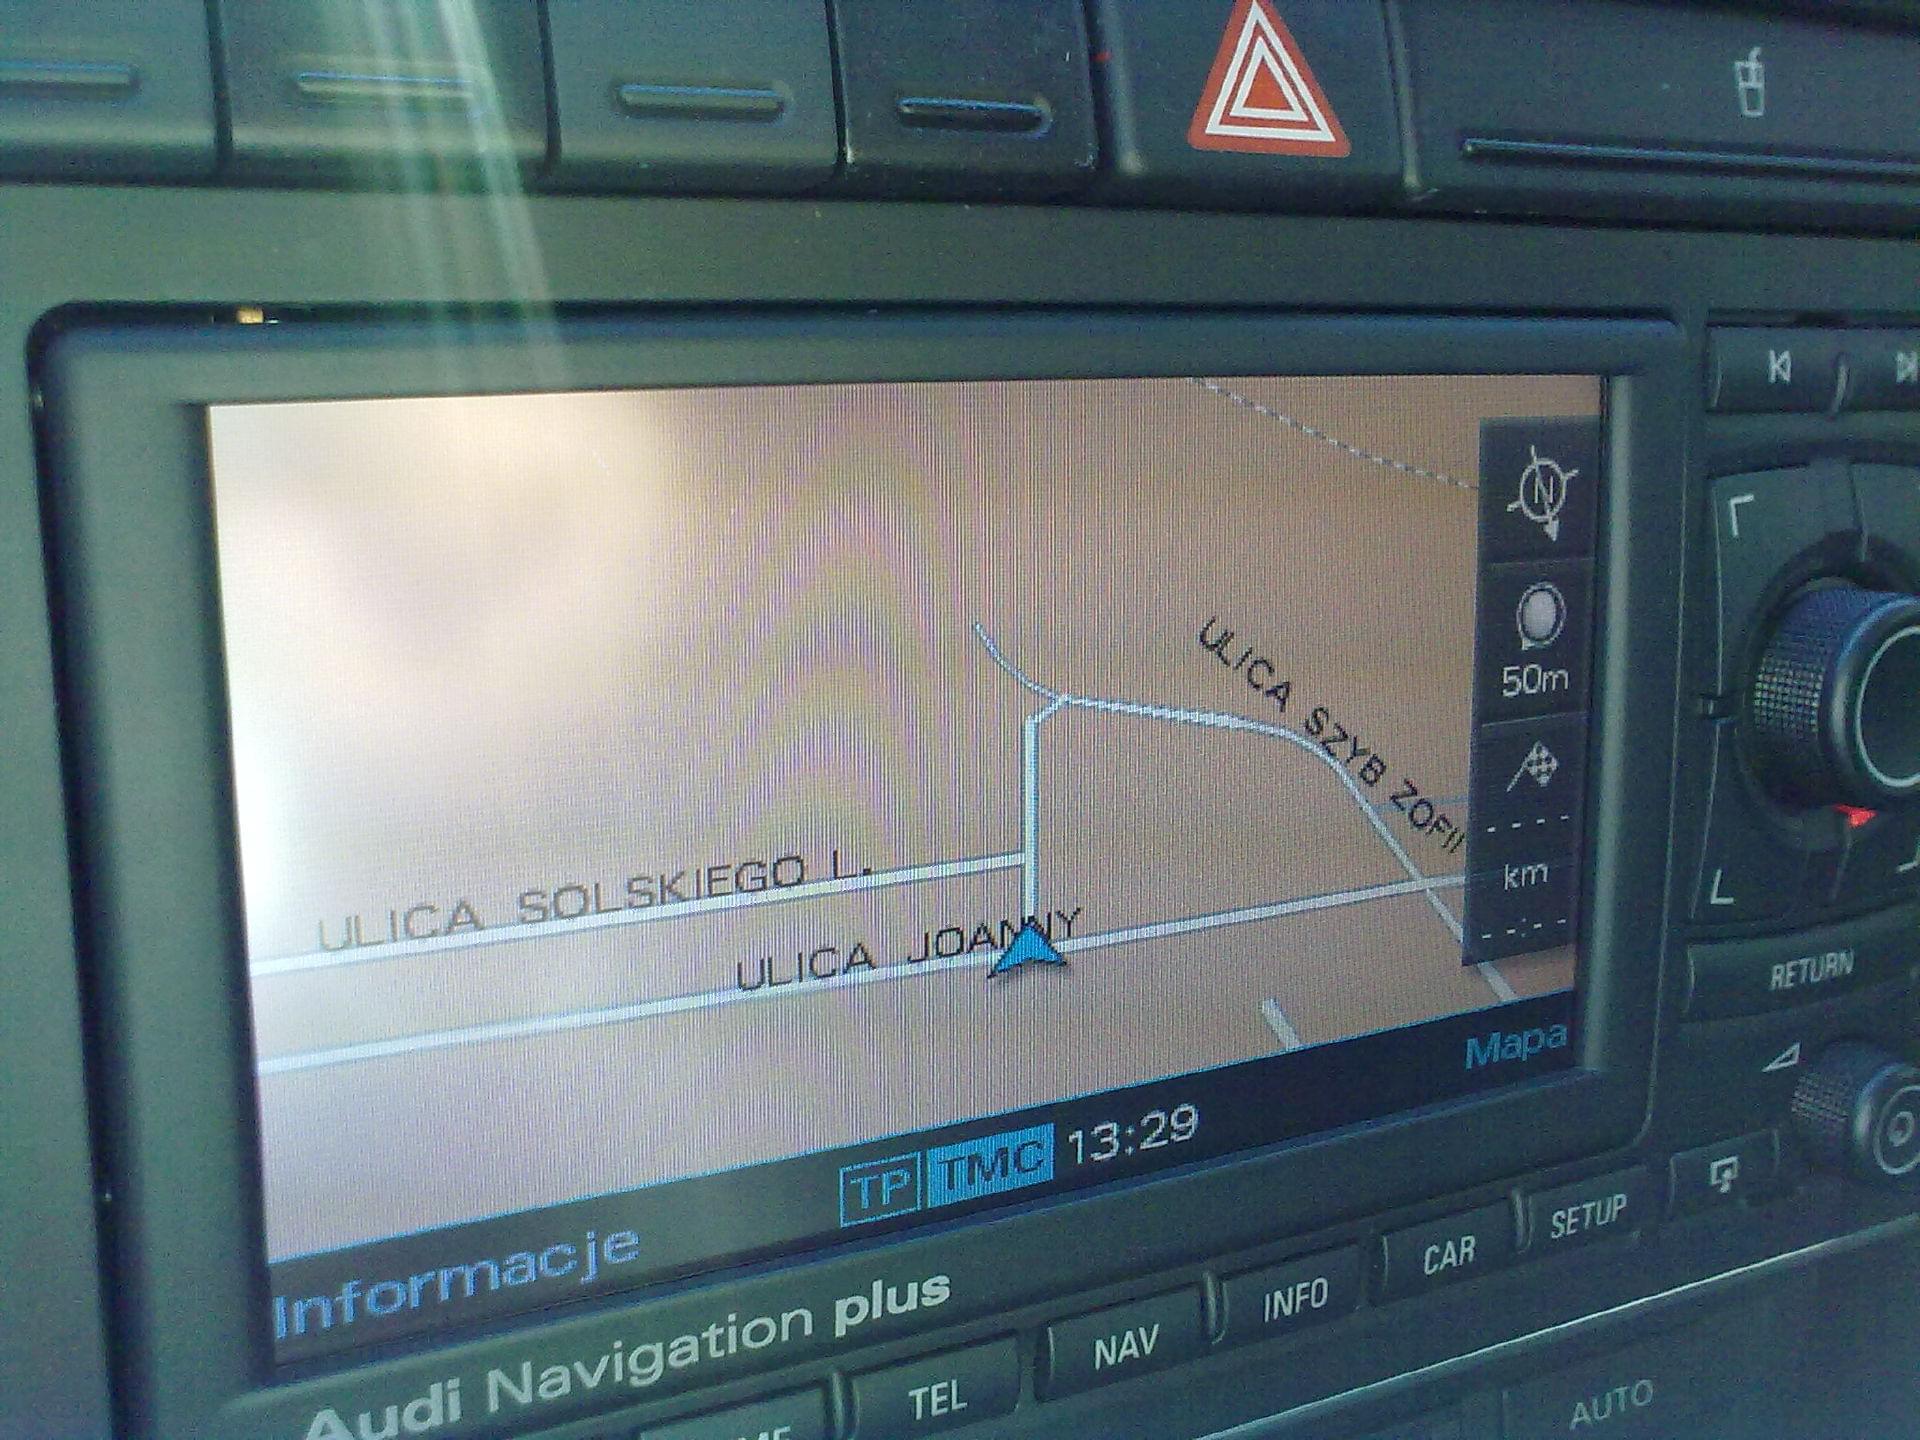 N
50m
ULICA SZYB ZOFII
km
ULICA SOLSKIEGO L.
ULICA JOANNY
RETURN
Mapa
TP TMC 13:29
Informacje
Audi Navigation plus
TEL
NAV
INFO
CAR
SETUP
AUTO